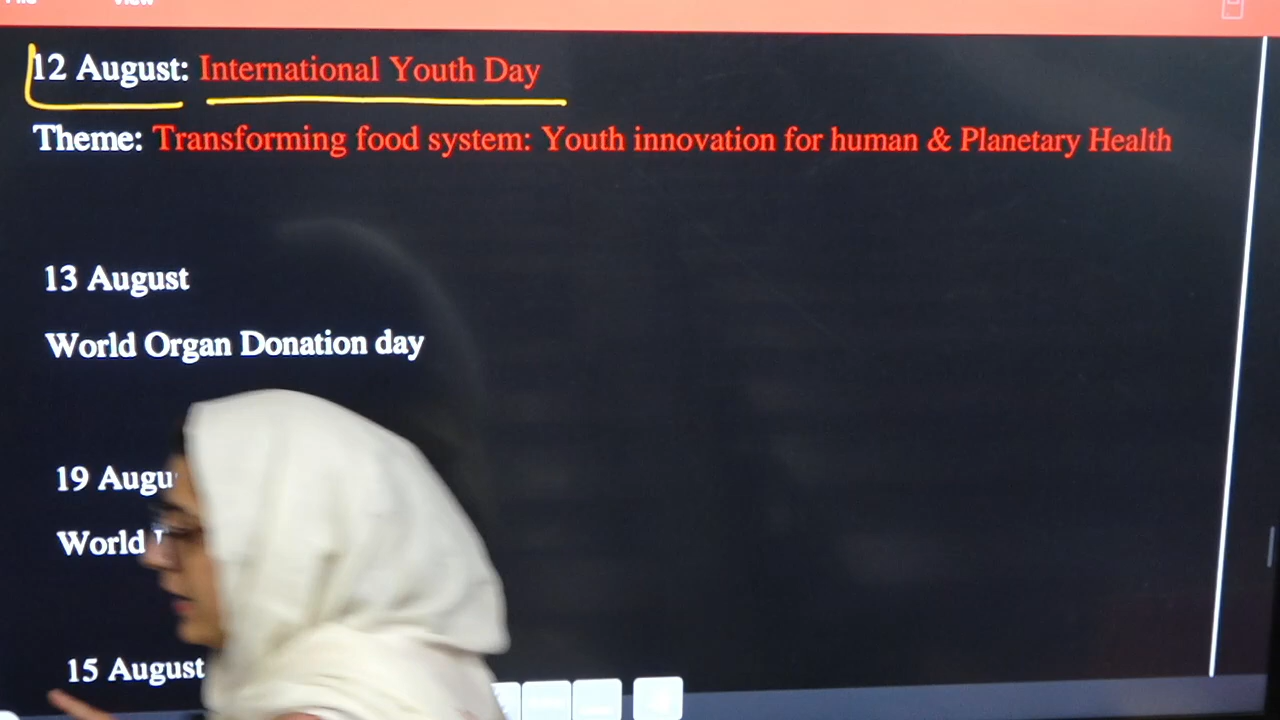 View
12 August: International Youth Day
Theme: Transforming food system: Youth innovation for human & Planetary Health
13 August
World Organ Donation day
19
World
15 August